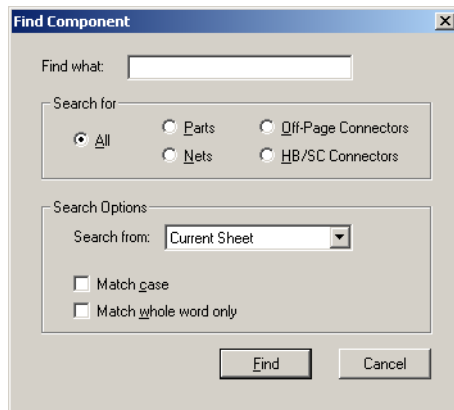 Find Component
Find what:
Search for
All
Parts
Off-Page Connectors
Nets
HB/SC Connectors
Search Options
Search from: Current Sheet
Match case
Match whole word only
Find Cancel